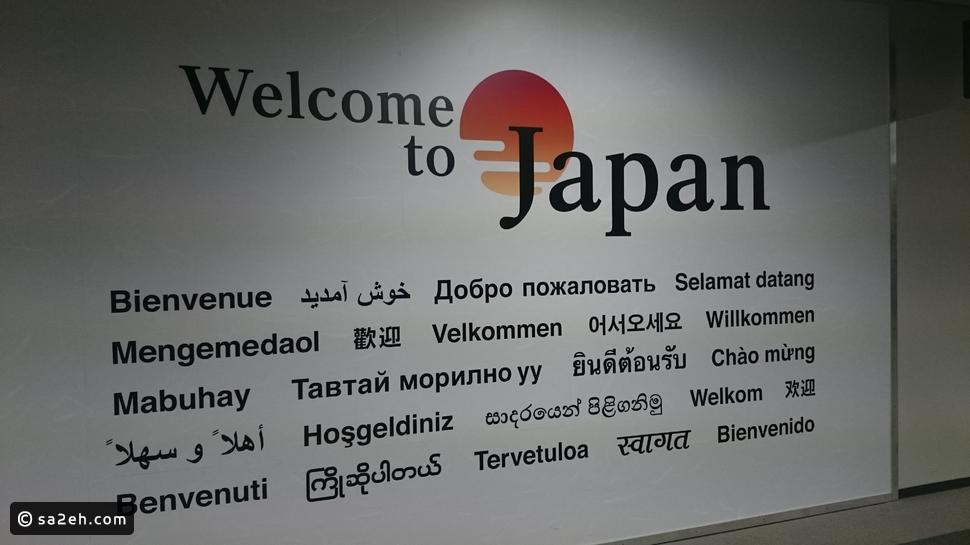 Welcome
to
Japan
Bienvenue خوش آمدید Добро пожаловать Selamat datang
Mengemedaol 歡迎 Velkommen 어서오세요 Willkommen
Mabuhay Тавтай морилно уу ยินดีต้อนรับ Chào mừng
أهلا ً و سهلا ً Hoşgeldiniz සාදරයෙන් පිළිගනිමු Welkom 欢迎
Benvenuti ကြိုဆိုပါတယ် Tervetuloa स्वागत Bienvenido
© sa2eh.com